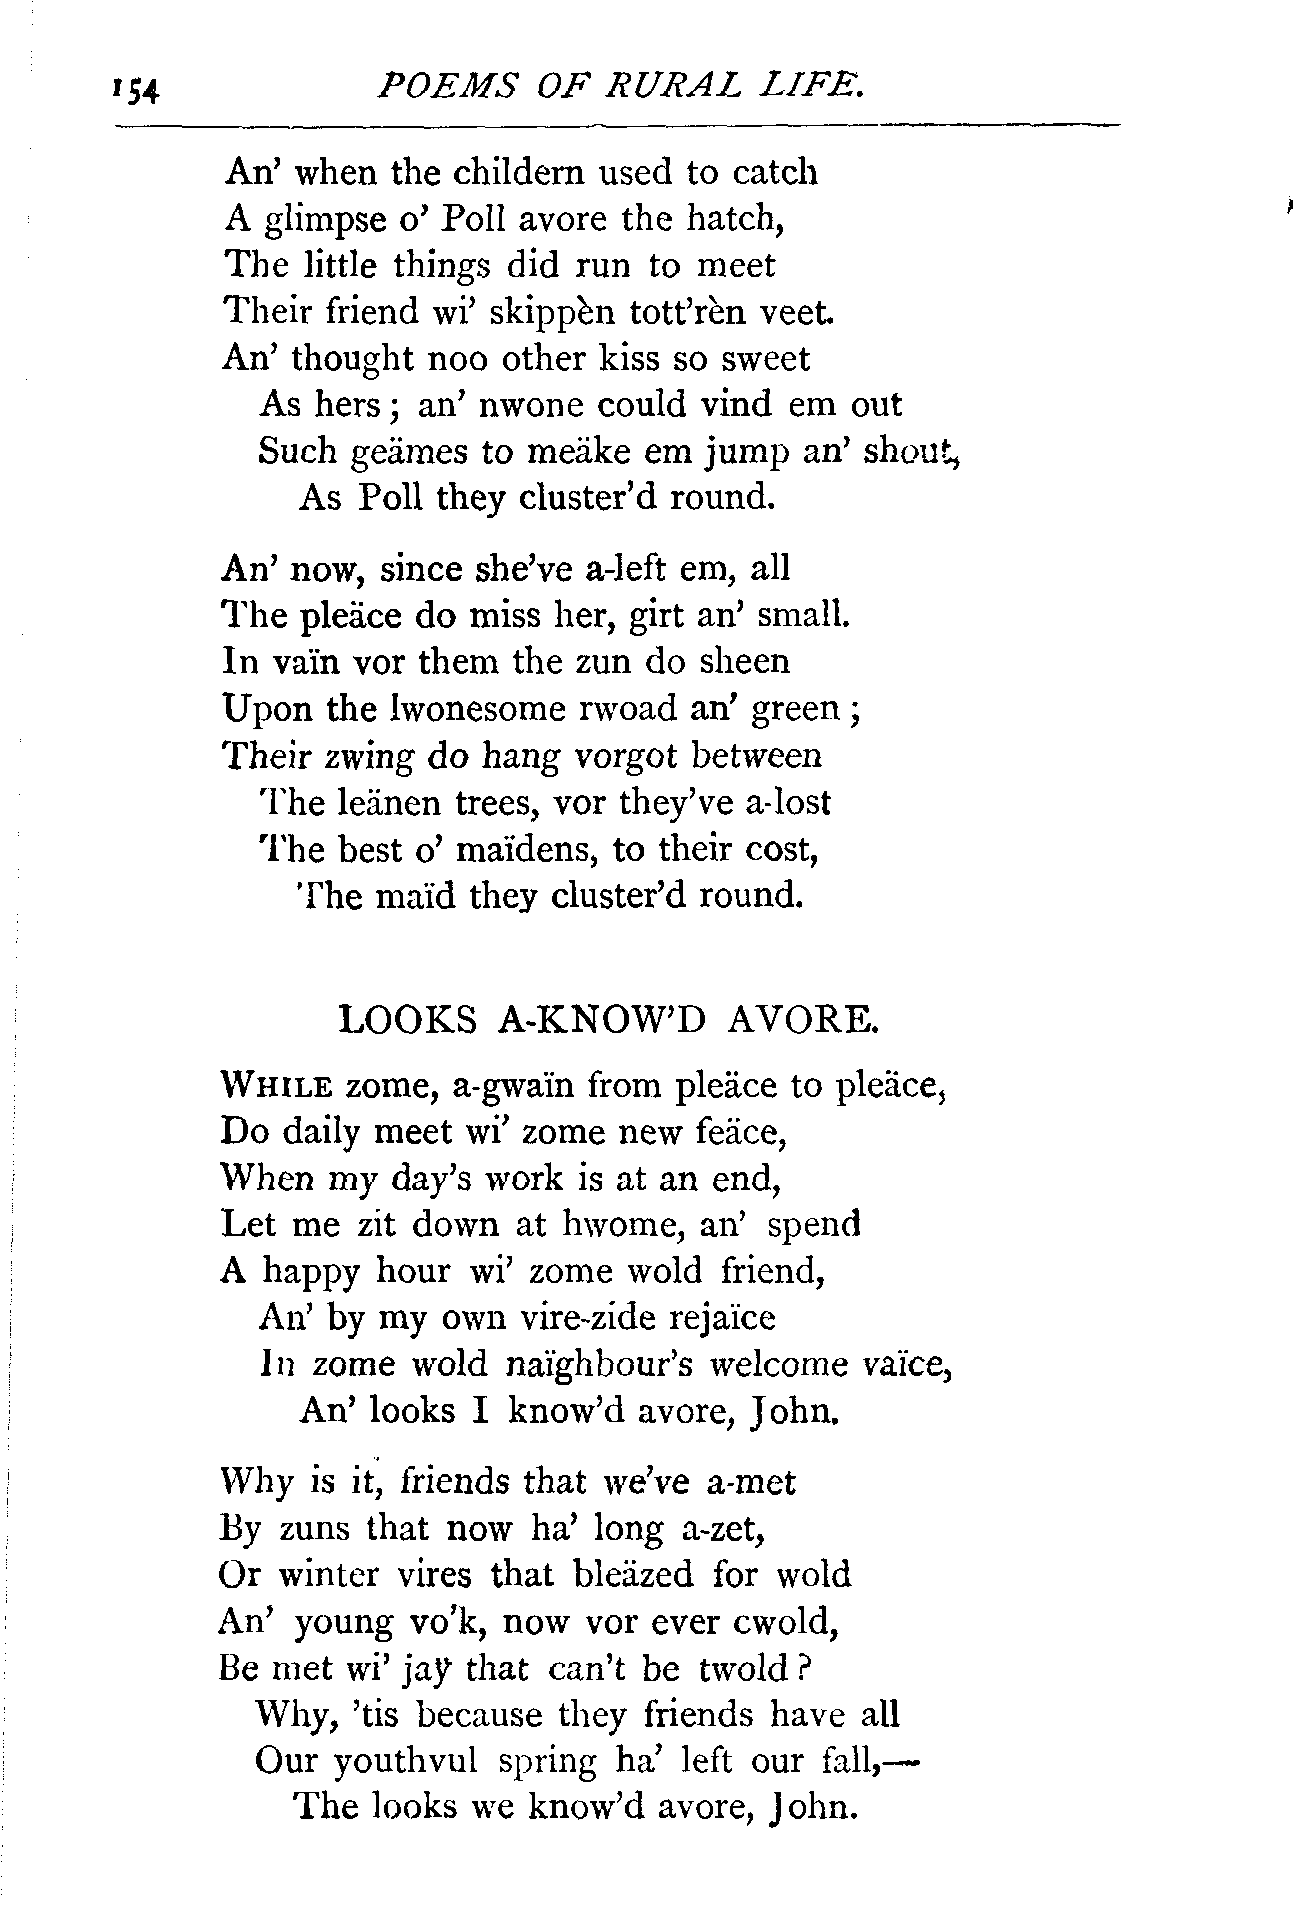 154 POEMS OF RURAL LIFE.
An' when the childern used to catch
A glimpse o' Poll avore the hatch,
The little things did run to meet
Their friend wi' skippèn tott'rèn veet.
An' thought noo other kiss so sweet
As hers; an' nwone could vind em out
Such geämes to meäke em jump an' shout,
As Poll they cluster'd round.
An' now, since she've a-left em, all
The pleäce do miss her, girt an' small.
In vaïn vor them the zun do sheen
Upon the lwonesome rwoad an' green;
Their zwing do hang vorgot between
The leänen trees, vor they've a-lost
The best o' maïdens, to their cost,
The maïd they cluster'd round.
LOOKS A-KNOW'D AVORE.
WHILE zome, a-gwaïn from pleäce to pleäce,
Do daily meet wi' zome new feäce,
When my day's work is at an end,
Let me zit down at hwome, an' spend
A happy hour wi' zome wold friend,
An' by my own vire-zide rejaïce
In zome wold naïghbour's welcome vaïce,
An' looks I know'd avore, John.
Why is it, friends that we've a-met
By zuns that now ha' long a-zet,
Or winter vires that bleäzed for wold
An' young vo'k, now vor ever cwold,
Be met wi' jaÿ that can't be twold?
Why, 'tis because they friends have all
Our youthvul spring ha' left our fall,—
The looks we know'd avore, John.